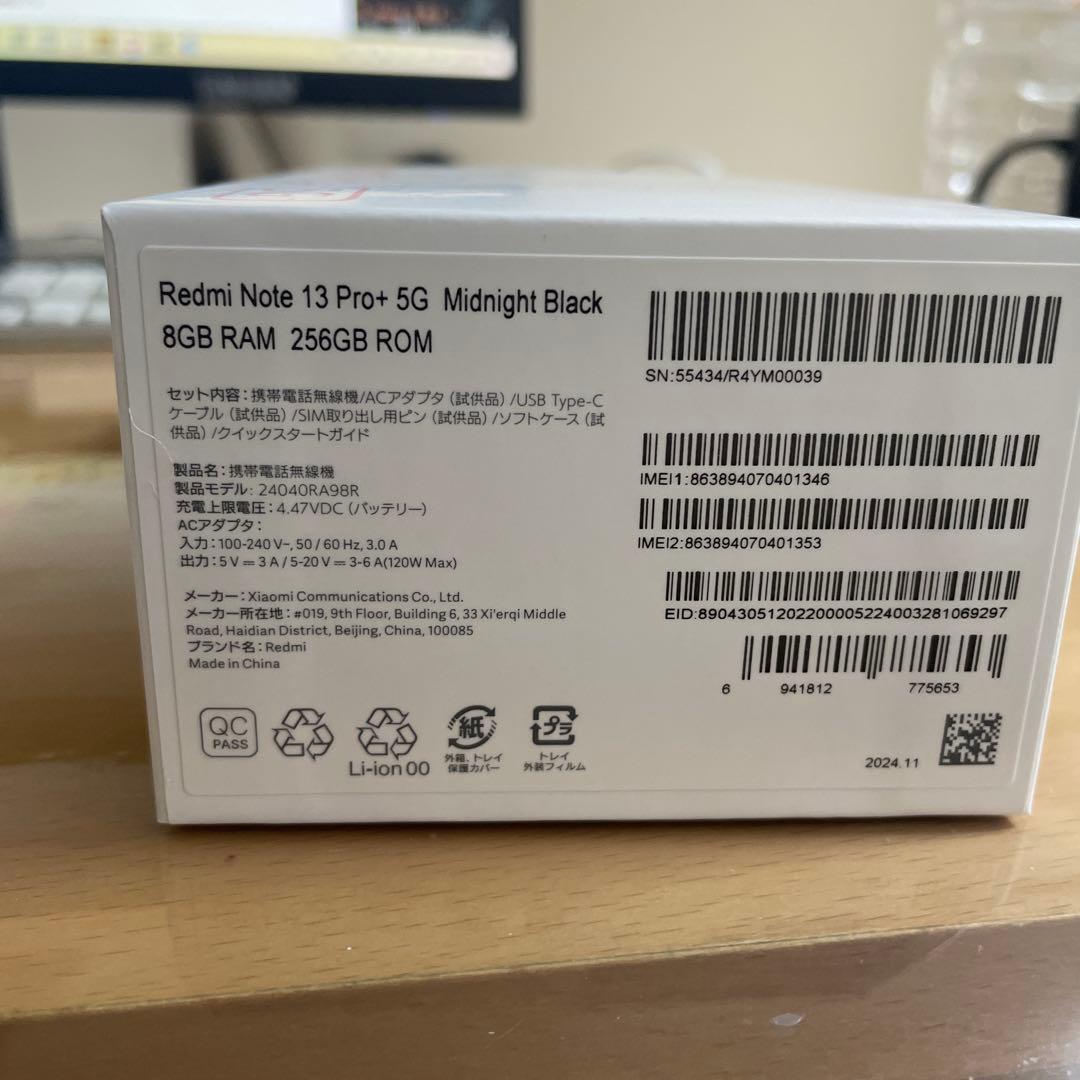 Redmi Note 13 Pro+ 5G Midnight Black
8GB RAM 256GB ROM
セット内容：携帯電話無線機/ACアダプタ（試供品）/USB Type-C
ケーブル（試供品）/SIM取り出し用ピン（試供品）/ソフトケース（試
供品）/クイックスタートガイド
製品名：携帯電話無線機
製品モデル：24040RA98R
充電上限電圧：4.47VDC（バッテリー）
ACアダプタ：
入力：100-240 V~, 50 / 60 Hz, 3.0 A
出力：5 V ⎓ 3 A / 5-20 V ⎓ 3-6 A(120W Max)
メーカー：Xiaomi Communications Co., Ltd.
メーカー所在地：#019, 9th Floor, Building 6, 33 Xi'erqi Middle
Road, Haidian District, Beijing, China, 100085
ブランド名：Redmi
Made in China
QC
PASS
Li-ion 00
紙
外箱、トレイ
保護カバー
プラ
トレイ
外装フィルム
SN:55434/R4YM00039
IMEI1:863894070401346
IMEI2:863894070401353
EID:89043051202200005224003281069297
6 941812 775653
2024.11